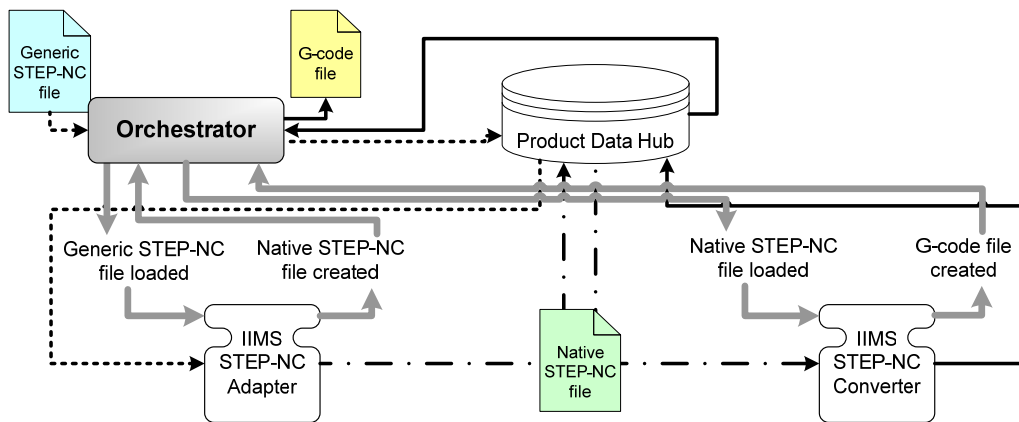 Generic
STEP-NC
file
G-code
file
Orchestrator
Product Data Hub
Generic STEP-NC
file loaded
Native STEP-NC
file created
Native STEP-NC
file loaded
G-code file
created
IIMS
STEP-NC
Adapter
Native
STEP-NC
file
IIMS
STEP-NC
Converter